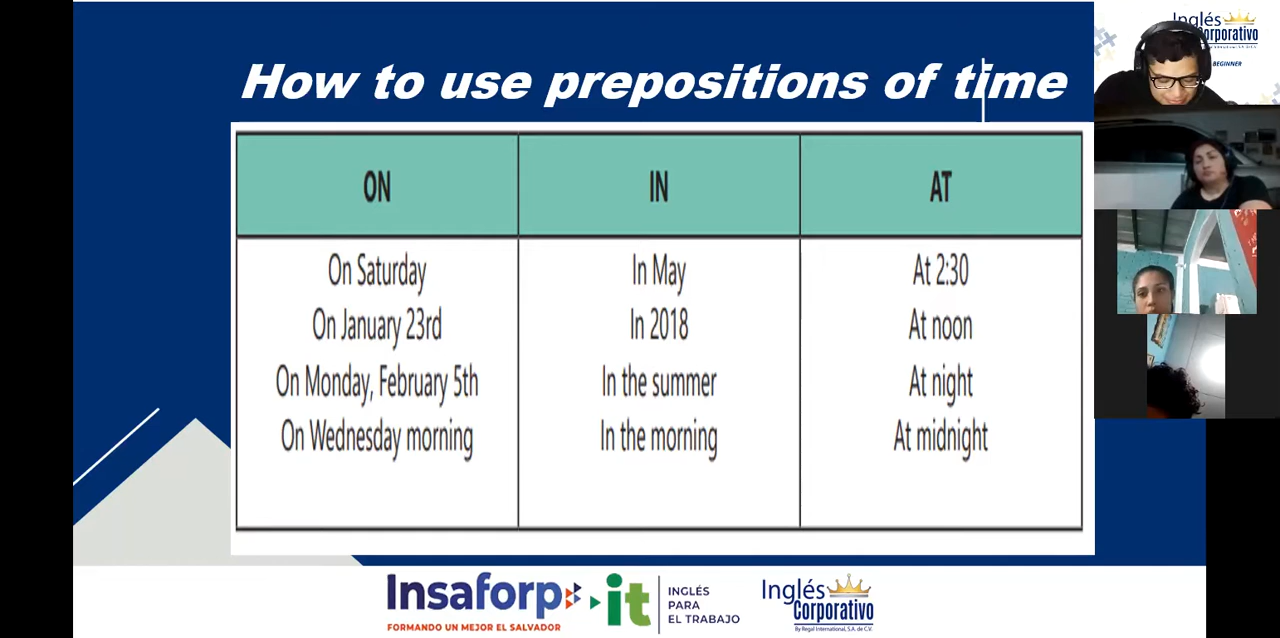 How to use prepositions of time
ON
IN
AT
On Saturday
On January 23rd
On Monday, February 5th
On Wednesday morning
In May
In 2018
In the summer
In the morning
At 2:30
At noon
At night
At midnight
Insaforp
FORMANDO UN MEJOR EL SALVADOR
it
INGLÉS
PARA
EL TRABAJO
Inglés
Corporativo
By Regal International, S.A. de C.V.
Inglés
Corporativo
BEGINNER